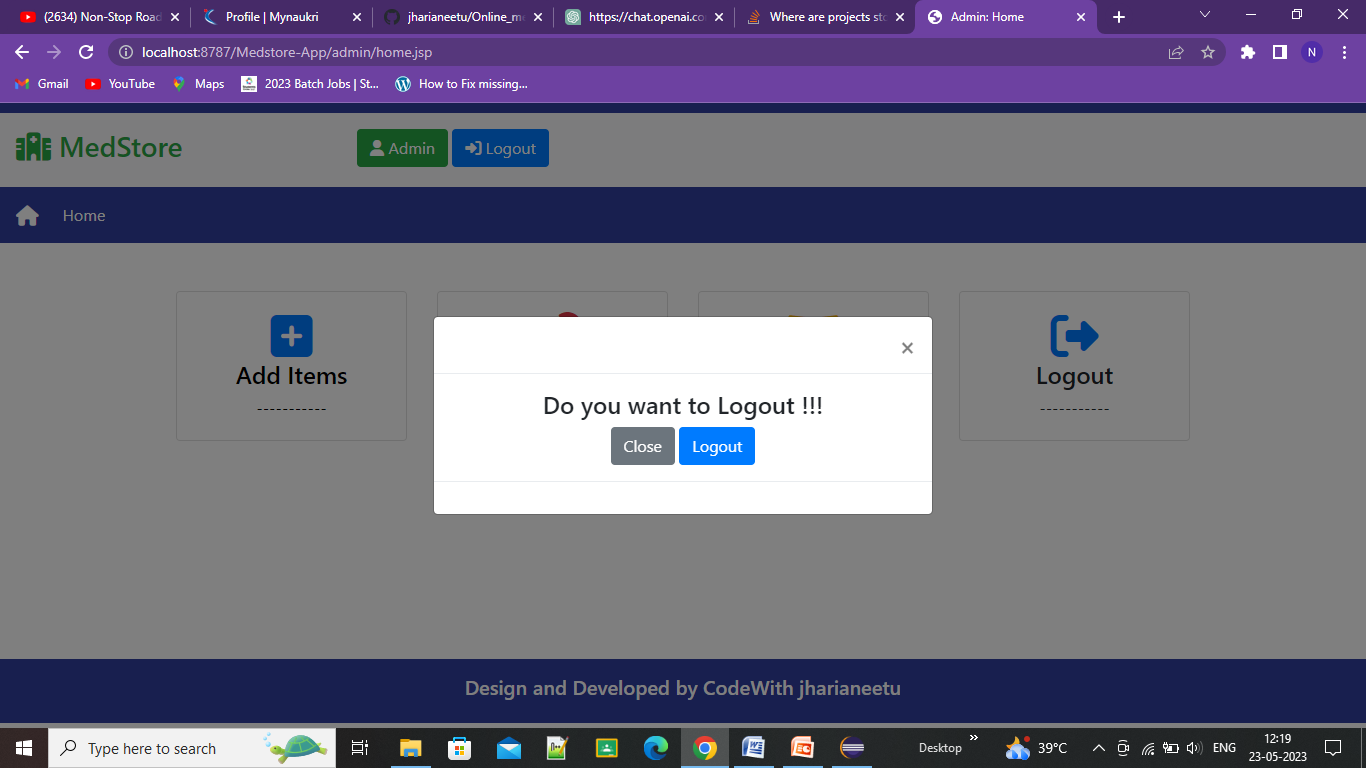 (2634) Non-Stop Road
Profile | Mynaukri
jharianeetu/Online_me
https://chat.openai.co
Where are projects sto
Admin: Home
localhost:8787/Medstore-App/admin/home.jsp
N
Gmail
YouTube
Maps
2023 Batch Jobs | St...
How to Fix missing...
MedStore
Admin
Logout
Home
Add Items
-----------
Logout
-----------
×
Do you want to Logout !!!
Close
Logout
Design and Developed by CodeWith jharianeetu
Type here to search
Desktop
39°C
ENG
12:19
23-05-2023